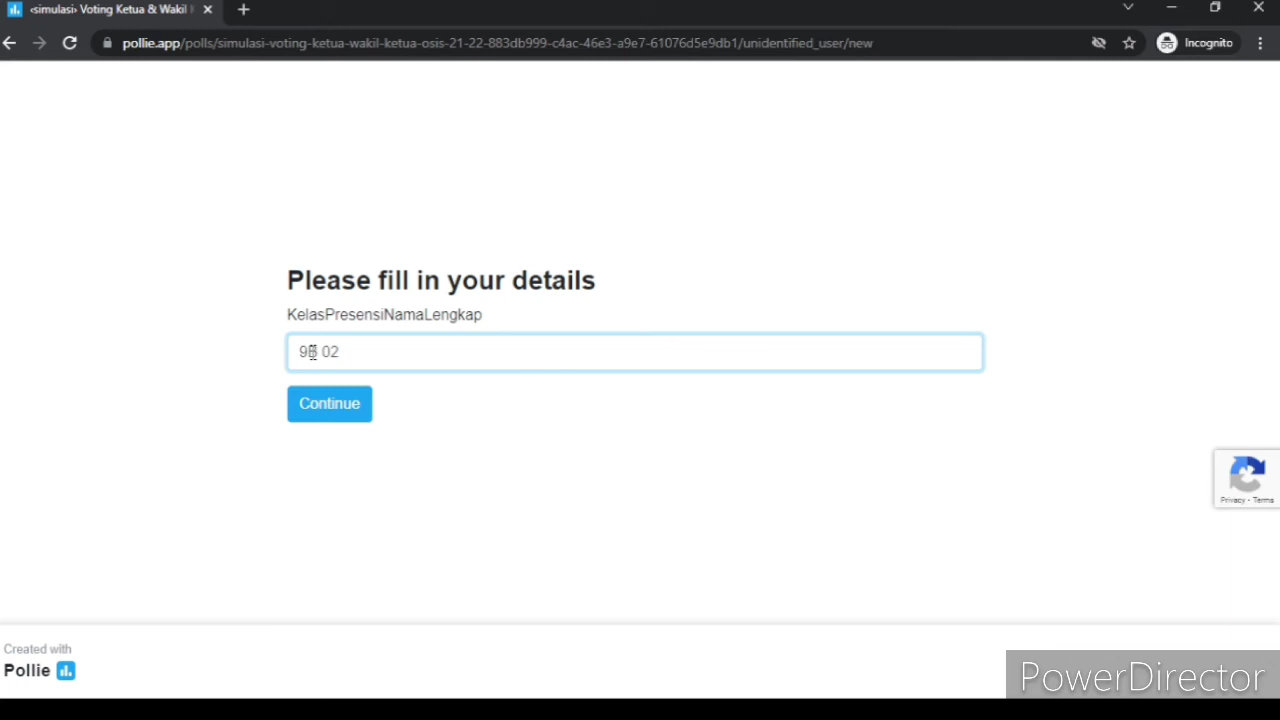 ‹simulasi› Voting Ketua & Wakil
pollie.app/polls/simulasi-voting-ketua-wakil-ketua-osis-21-22-883db999-c4ac-46e3-a9e7-61076d5e9db1/unidentified_user/new
Incognito
Please fill in your details
KelasPresensiNamaLengkap
02
Continue
Privacy - Terms
Created with
Pollie
PowerDirector